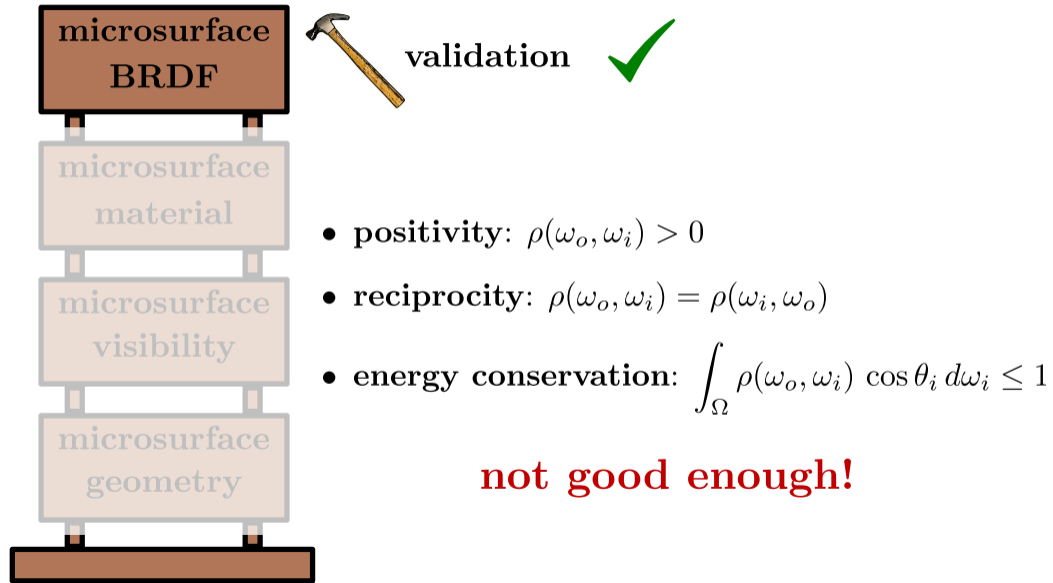 microsurface
BRDF
validation
microsurface
material
microsurface
visibility
microsurface
geometry
• positivity: ρ(ω_o, ω_i) > 0
• reciprocity: ρ(ω_o, ω_i) = ρ(ω_i, ω_o)
• energy conservation: ∫_Ω ρ(ω_o, ω_i) cos θ_i dω_i ≤ 1
not good enough!